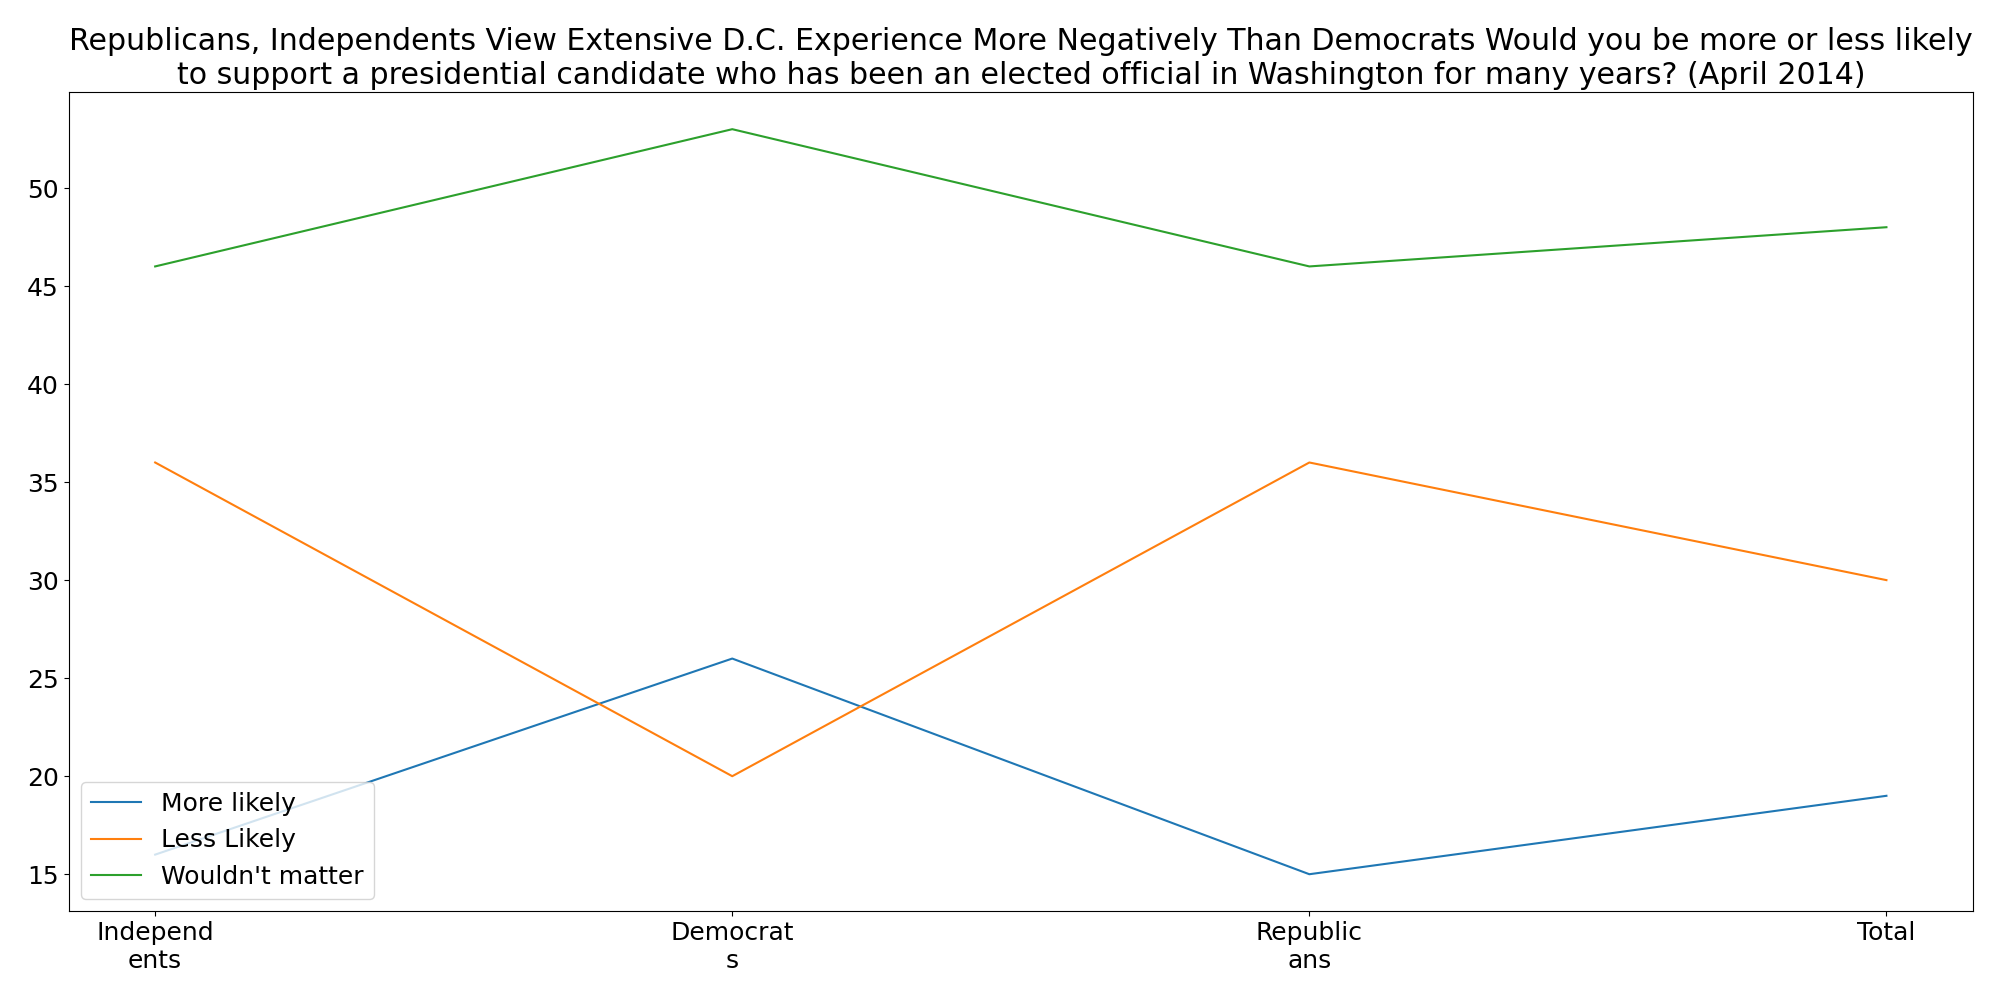 Republicans, Independents View Extensive D.C. Experience More Negatively Than Democrats Would you be more or less likely
to support a presidential candidate who has been an elected official in Washington for many years? (April 2014)
50
45
40
35
30
25
20
15
More likely
Less Likely
Wouldn't matter
Independ
ents
Democrat
s
Republic
ans
Total